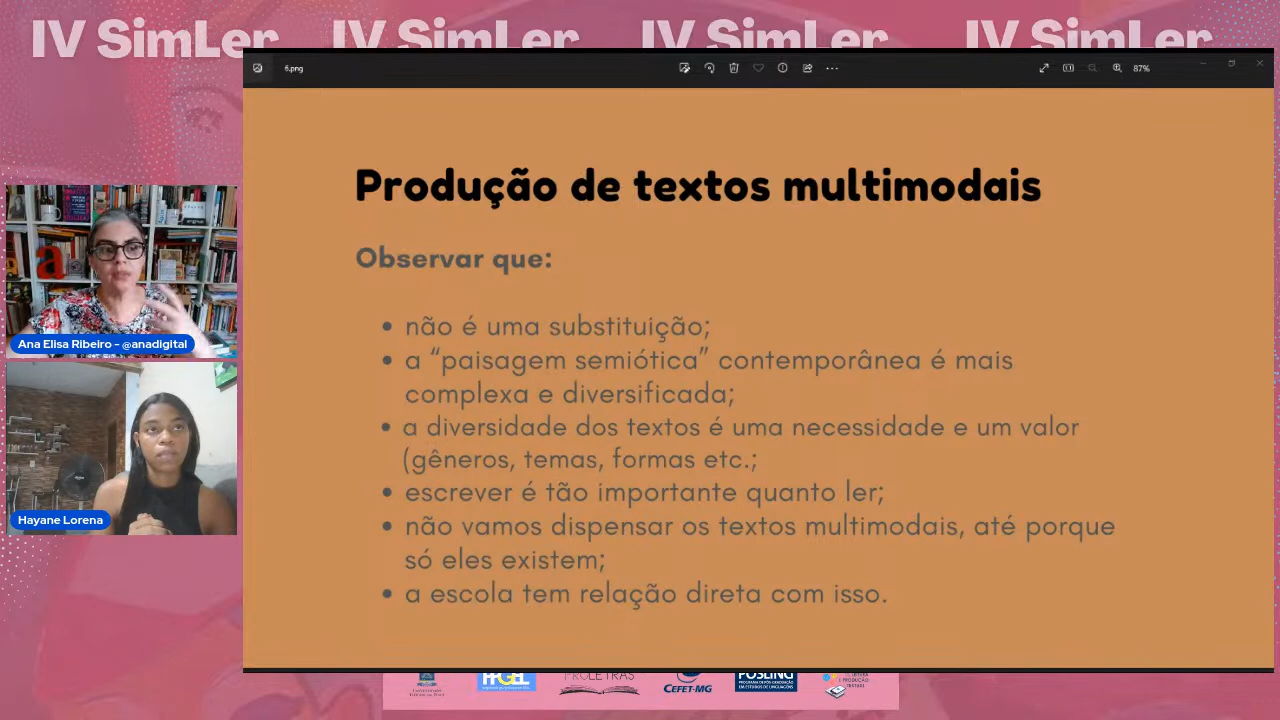 IV SimLer IV SimLer IV SimLer IV SimLer
6.png
87%
Produção de textos multimodais
Observar que:
• não é uma substituição;
• a “paisagem semiótica” contemporânea é mais
complexa e diversificada;
• a diversidade dos textos é uma necessidade e um valor
(gêneros, temas, formas etc.;
• escrever é tão importante quanto ler;
• não vamos dispensar os textos multimodais, até porque
só eles existem;
• a escola tem relação direta com isso.
Ana Elisa Ribeiro - @anadigital
Hayane Lorena
PROLETRAS
CEFET-MG
POSLING